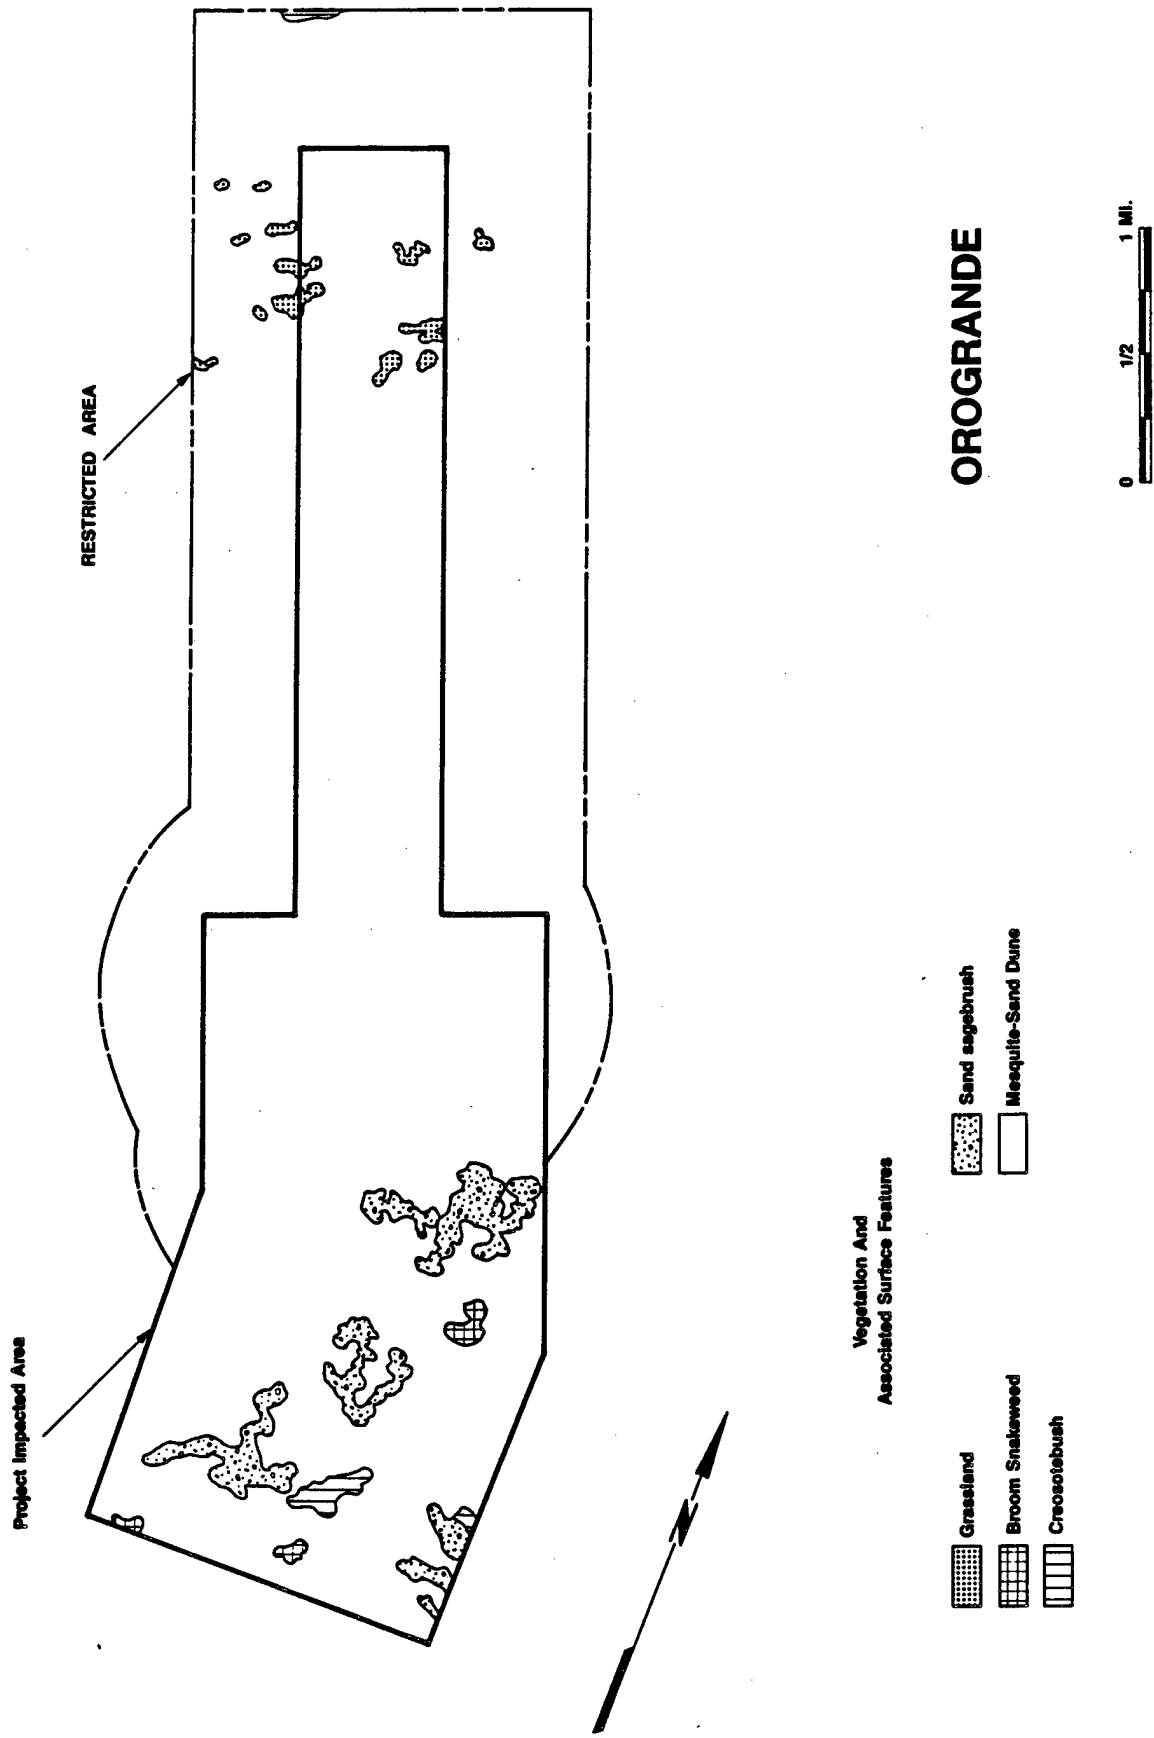 Project Impacted Area
RESTRICTED AREA
Vegetation And
Associated Surface Features
Grassland
Broom Snakeweed
Creosotebush
Sand sagebrush
Mesquite-Sand Dune
OROGRANDE
0 1/2 1 MI.
N